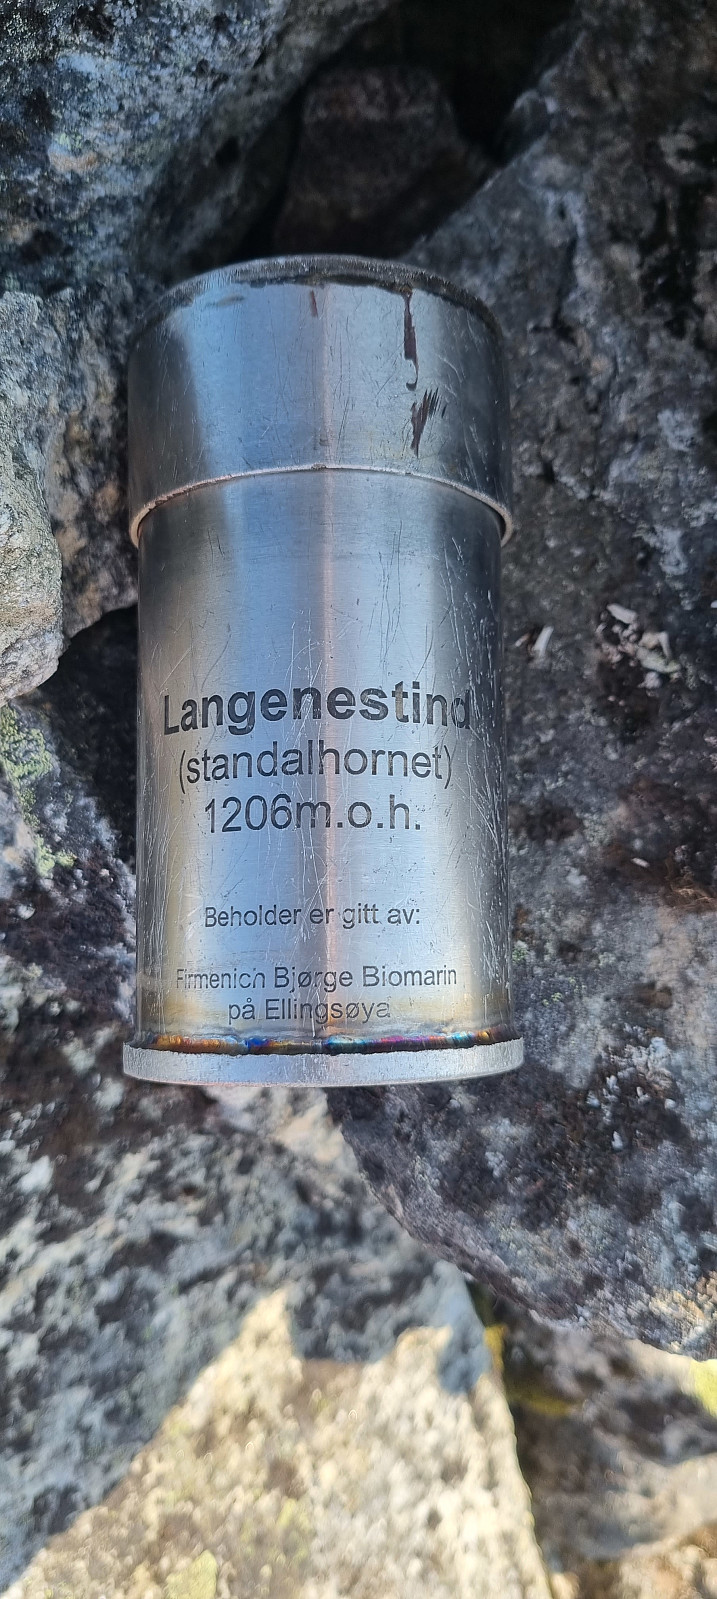 Langenestind
(standalhornet)
1206m.o.h.
Beholder er gitt av:
Firmenich Bjørge Biomarin
på Ellingsøya